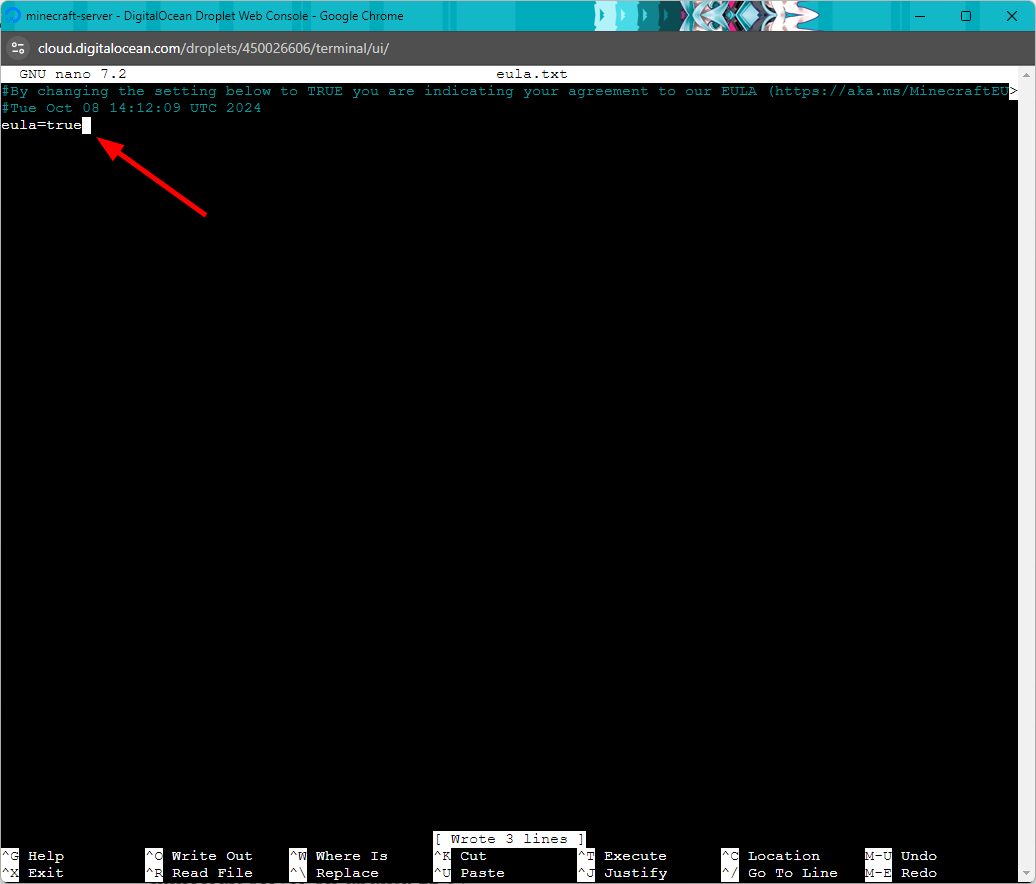 minecraft-server - DigitalOcean Droplet Web Console - Google Chrome
cloud.digitalocean.com/droplets/450026606/terminal/ui/
GNU nano 7.2 eula.txt
#By changing the setting below to TRUE you are indicating your agreement to our EULA (https://aka.ms/MinecraftEU>
#Tue Oct 08 14:12:09 UTC 2024
eula=true
[ Wrote 3 lines ]
^G Help ^O Write Out ^W Where Is ^K Cut ^T Execute ^C Location M-U Undo
^X Exit ^R Read File ^\ Replace ^U Paste ^J Justify ^/ Go To Line M-E Redo